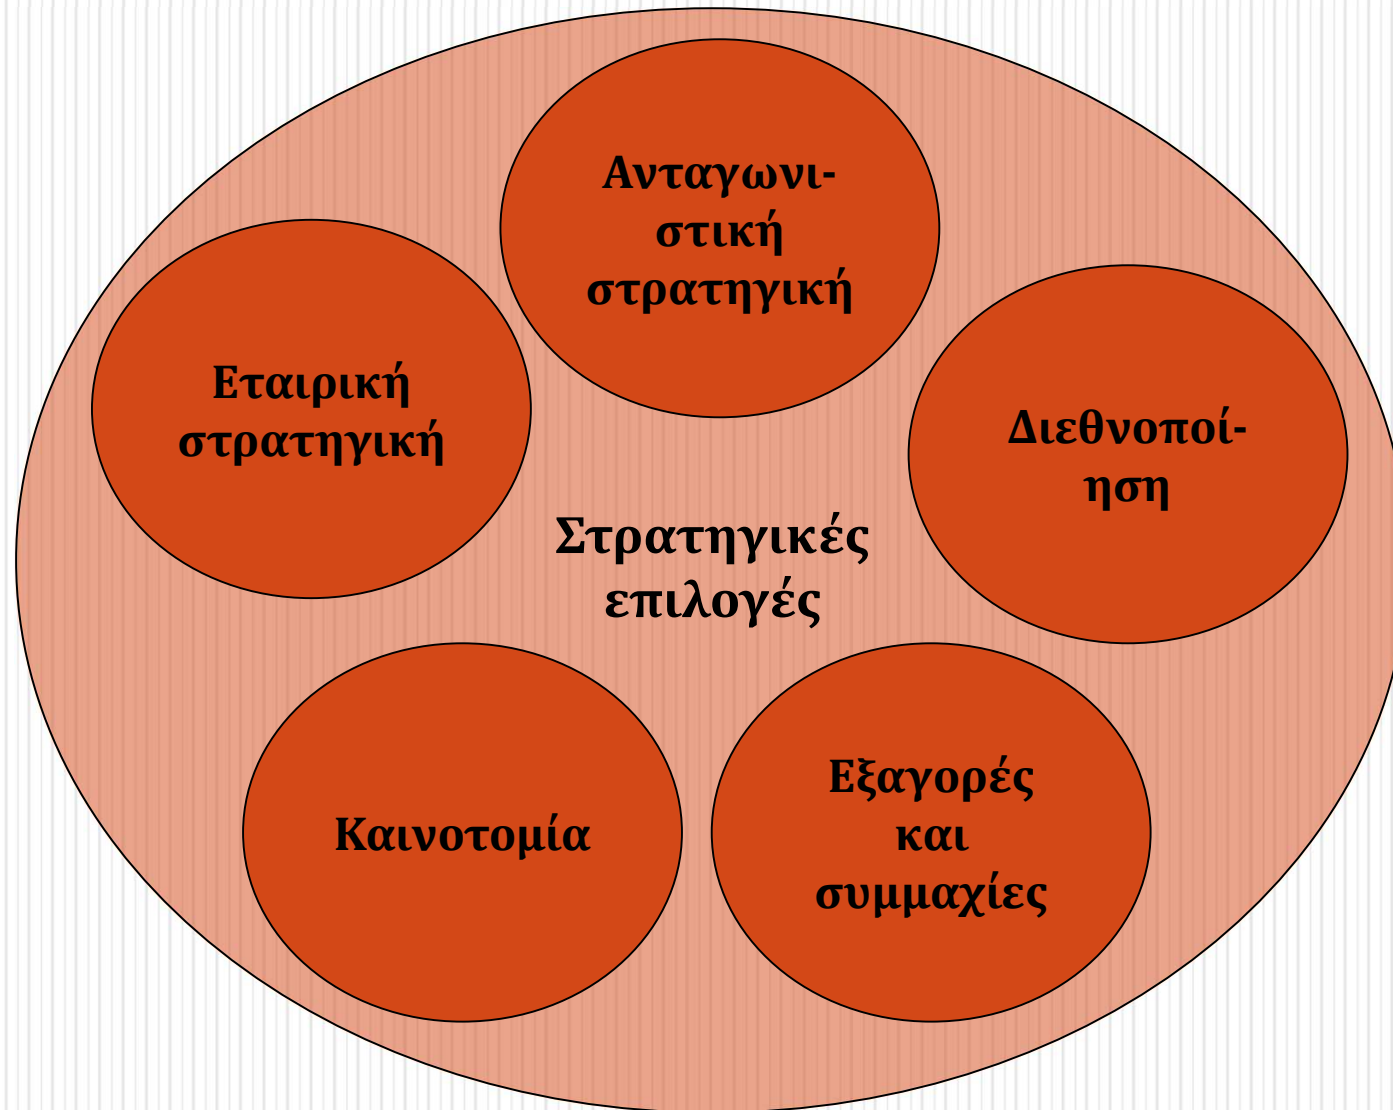 Ανταγωνι-
στική
στρατηγική
Εταιρική
στρατηγική
Διεθνοποί-
ηση
Στρατηγικές
επιλογές
Καινοτομία
Εξαγορές
και
συμμαχίες